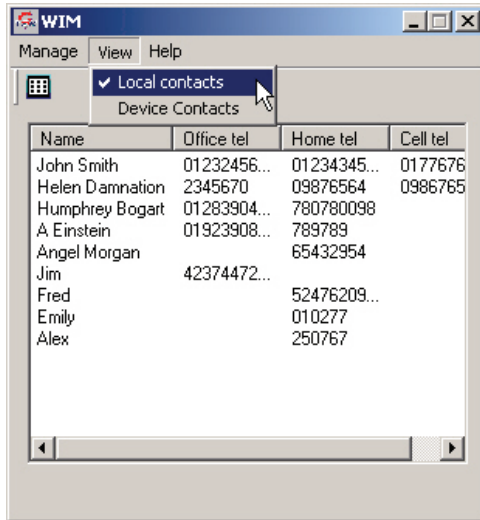 WIM
Manage View Help
Local contacts
Device Contacts
Name Office tel Home tel Cell tel
John Smith 01232456... 01234345... 0177676
Helen Damnation 2345670 09876564 0986765
Humphrey Bogart 01283904... 780780098
A Einstein 01923908... 789789
Angel Morgan 65432954
Jim 42374472...
Fred 52476209...
Emily 010277
Alex 250767